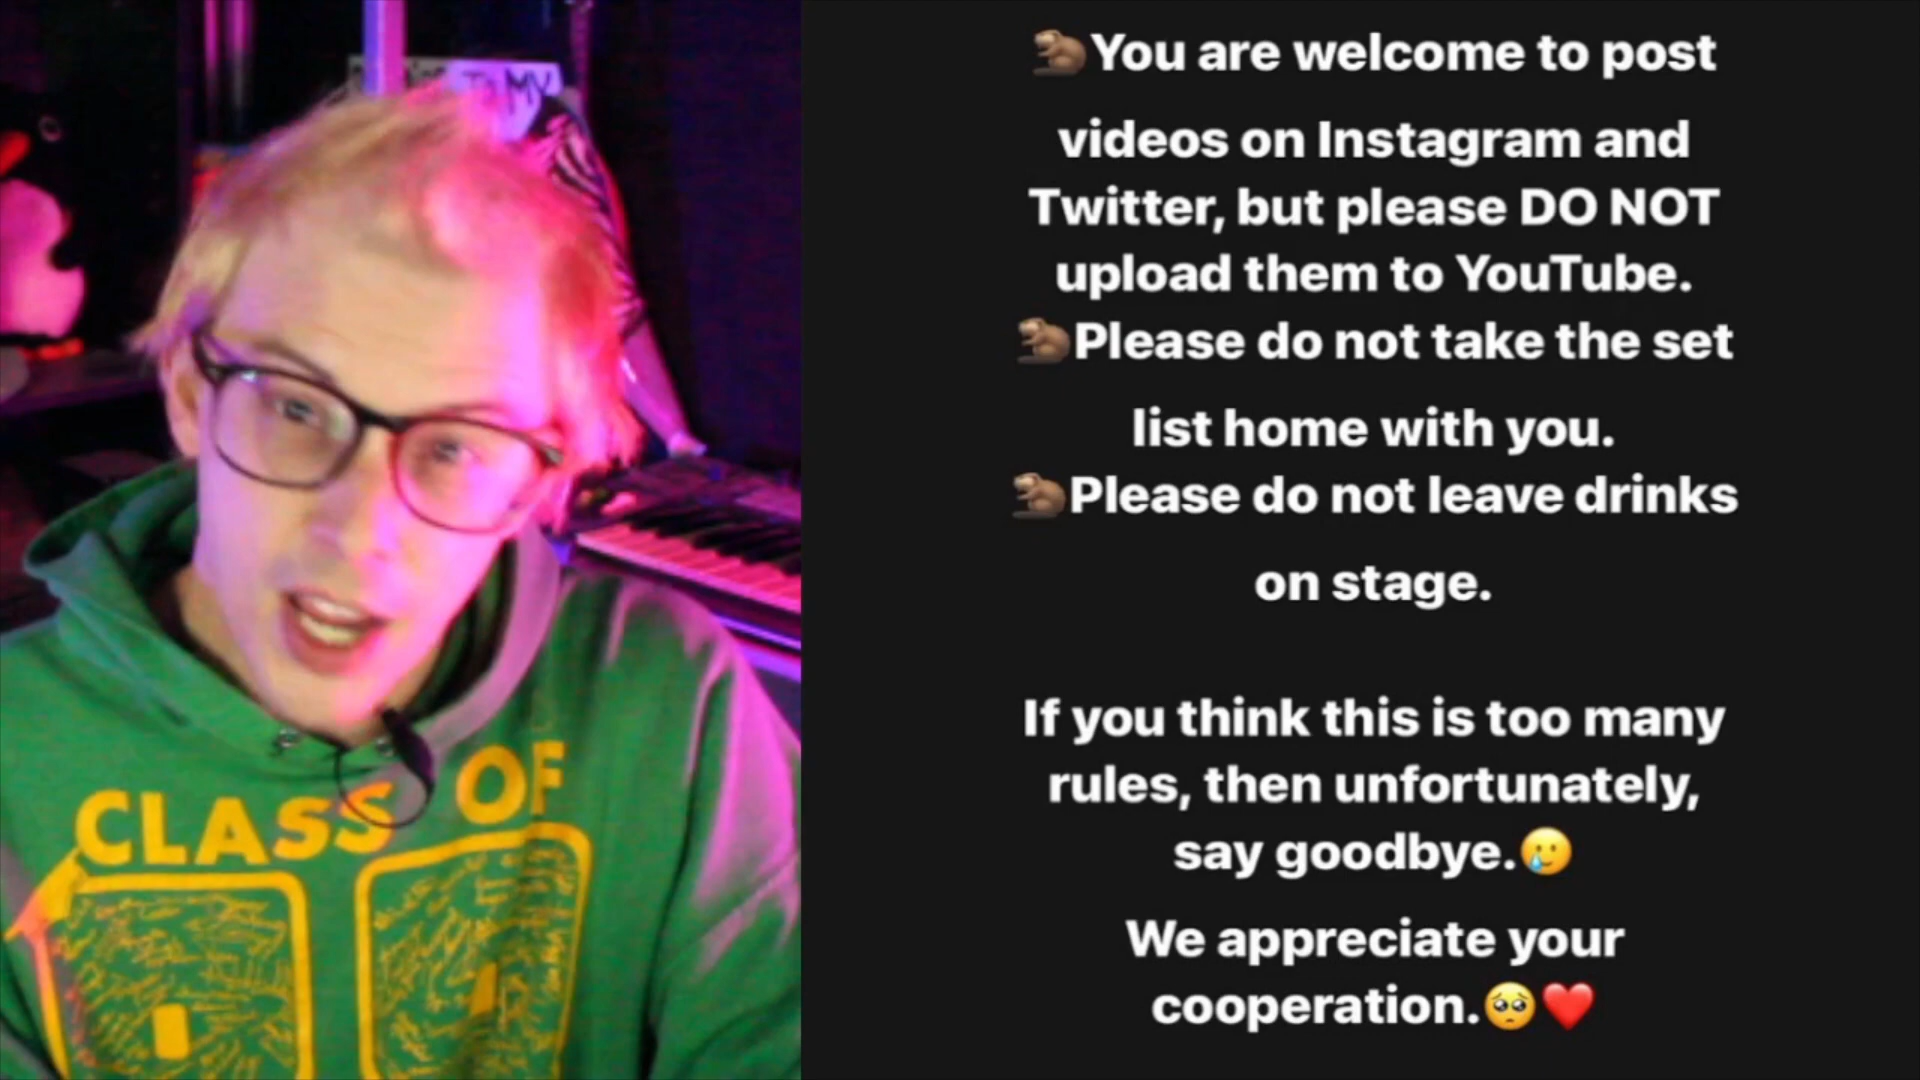 TO MY
CLASS OF
🦫You are welcome to post
videos on Instagram and
Twitter, but please DO NOT
upload them to YouTube.
🦫Please do not take the set
list home with you.
🦫Please do not leave drinks
on stage.
If you think this is too many
rules, then unfortunately,
say goodbye.🥲
We appreciate your
cooperation.🥺❤️